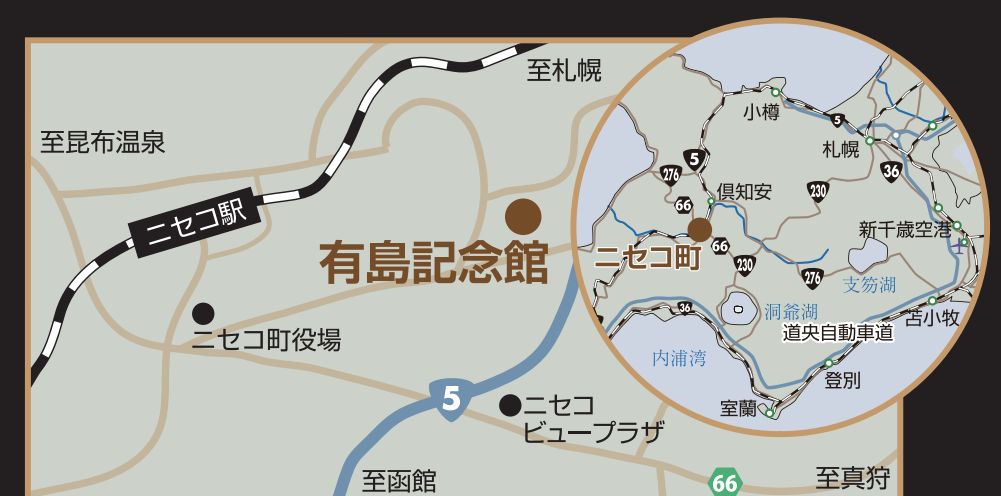 至札幌
至昆布温泉
ニセコ駅
有島記念館
ニセコ町役場
5
ニセコ
ビュープラザ
至函館
66
至真狩
小樽
5
札幌
5
276
36
230
倶知安
66
新千歳空港
ニセコ町
66
230
276
支笏湖
36
洞爺湖
苫小牧
道央自動車道
内浦湾
登別
室蘭